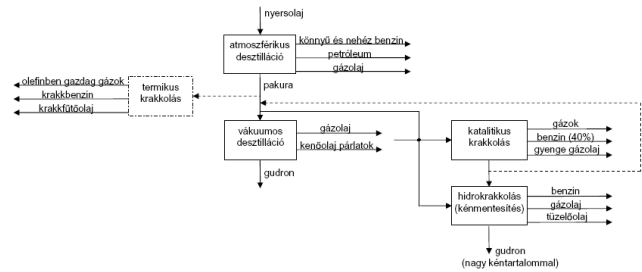 nyersolaj
atmoszférikus
desztilláció
könnyű és nehéz benzin
petróleum
gázolaj
olefinben gazdag gázok
krakkbenzin
krakkfűtőolaj
termikus
krakkolás
pakura
vákuumos
desztilláció
gázolaj
kenőolaj párlatok
gudron
katalitikus
krakkolás
gázok
benzin (40%)
gyenge gázolaj
hidrokrakkolás
(kénmentesítés)
benzin
gázolaj
tüzelőolaj
gudron
(nagy kéntartalommal)